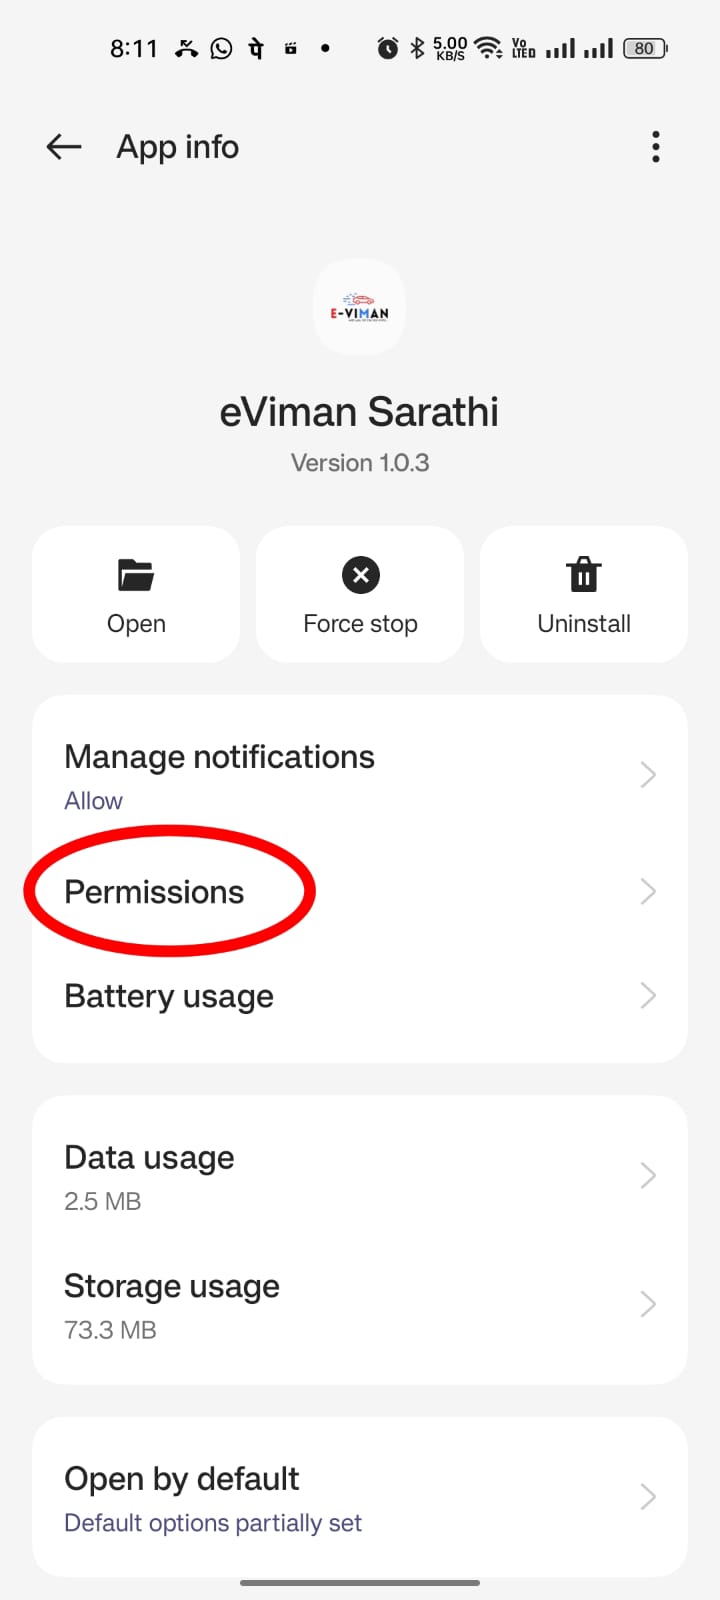 8:11 पे 5.00 KB/S Vo LTED 80
App info
E-VIMAN
eViman Sarathi
Version 1.0.3
Open Force stop Uninstall
Manage notifications
Allow
Permissions
Battery usage
Data usage
2.5 MB
Storage usage
73.3 MB
Open by default
Default options partially set